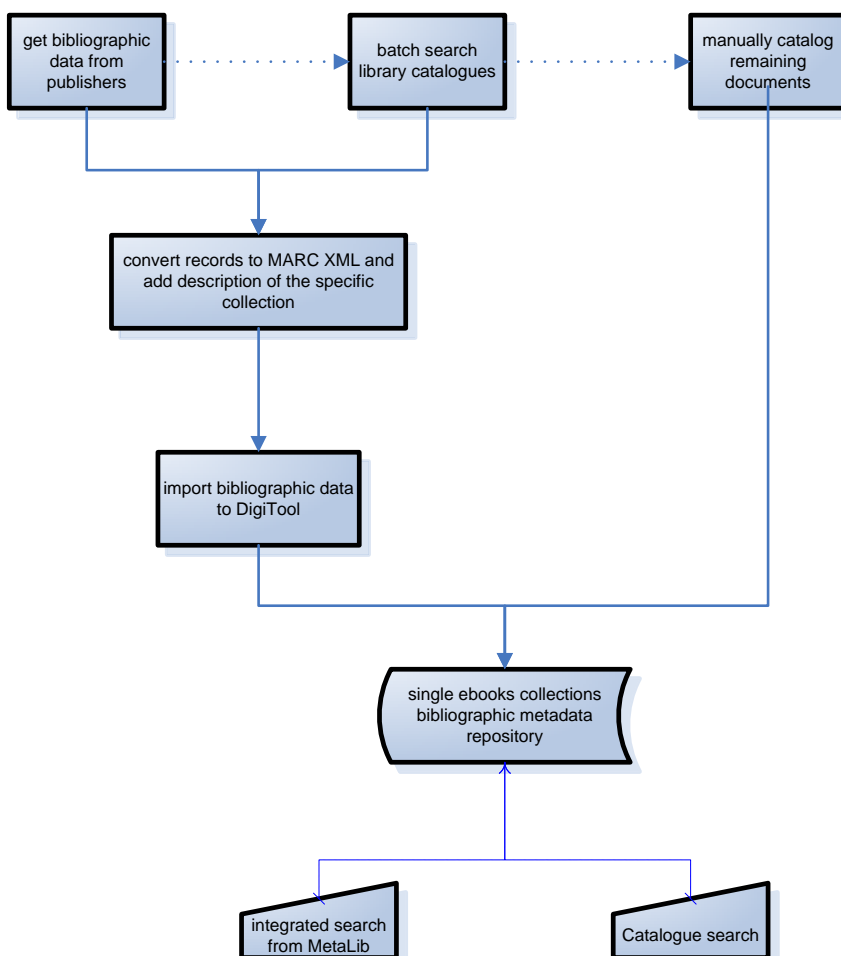 get bibliographic
data from
publishers
batch search
library catalogues
manually catalog
remaining
documents
convert records to MARC XML and
add description of the specific
collection
import bibliographic data
to DigiTool
single ebooks collections
bibliographic metadata
repository
integrated search
from MetaLib
Catalogue search